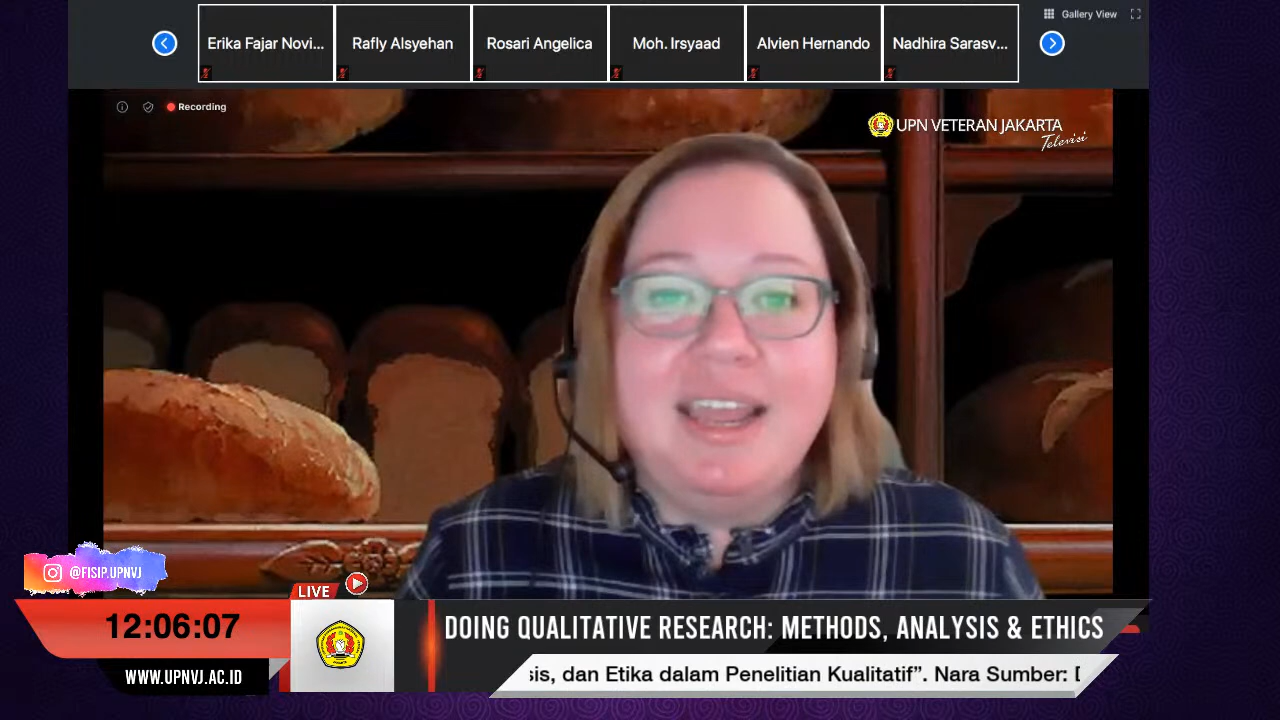 Gallery View
Erika Fajar Novi...
Rafly Alsyehan
Rosari Angelica
Moh. Irsyaad
Alvien Hernando
Nadhira Sarasv...
Recording
UPN VETERAN JAKARTA
Televisi
@FISIP.UPNVJ
LIVE
12:06:07
DOING QUALITATIVE RESEARCH: METHODS, ANALYSIS & ETHICS
WWW.UPNVJ.AC.ID
sis, dan Etika dalam Penelitian Kualitatif”. Nara Sumber: D